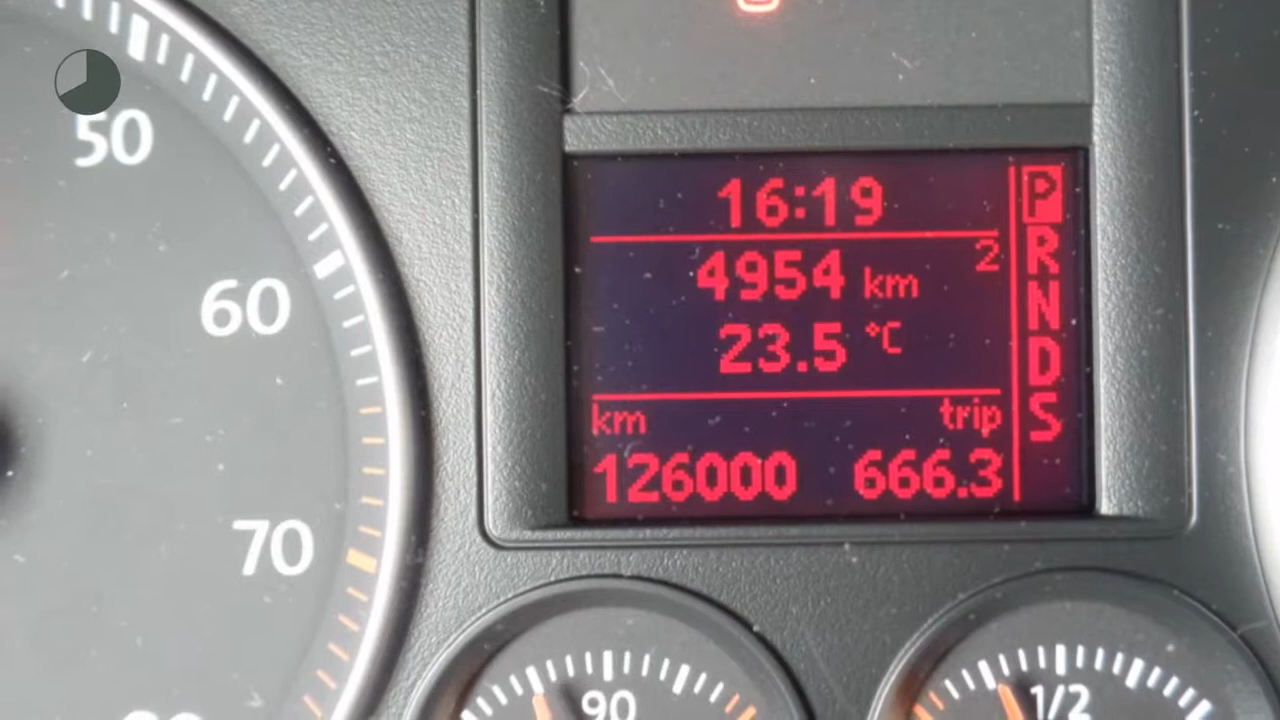 50
60
70
16:19
2
4954 km
23.5 °C
km trip
126000 666.3
P
R
N
D
S
90
1/2